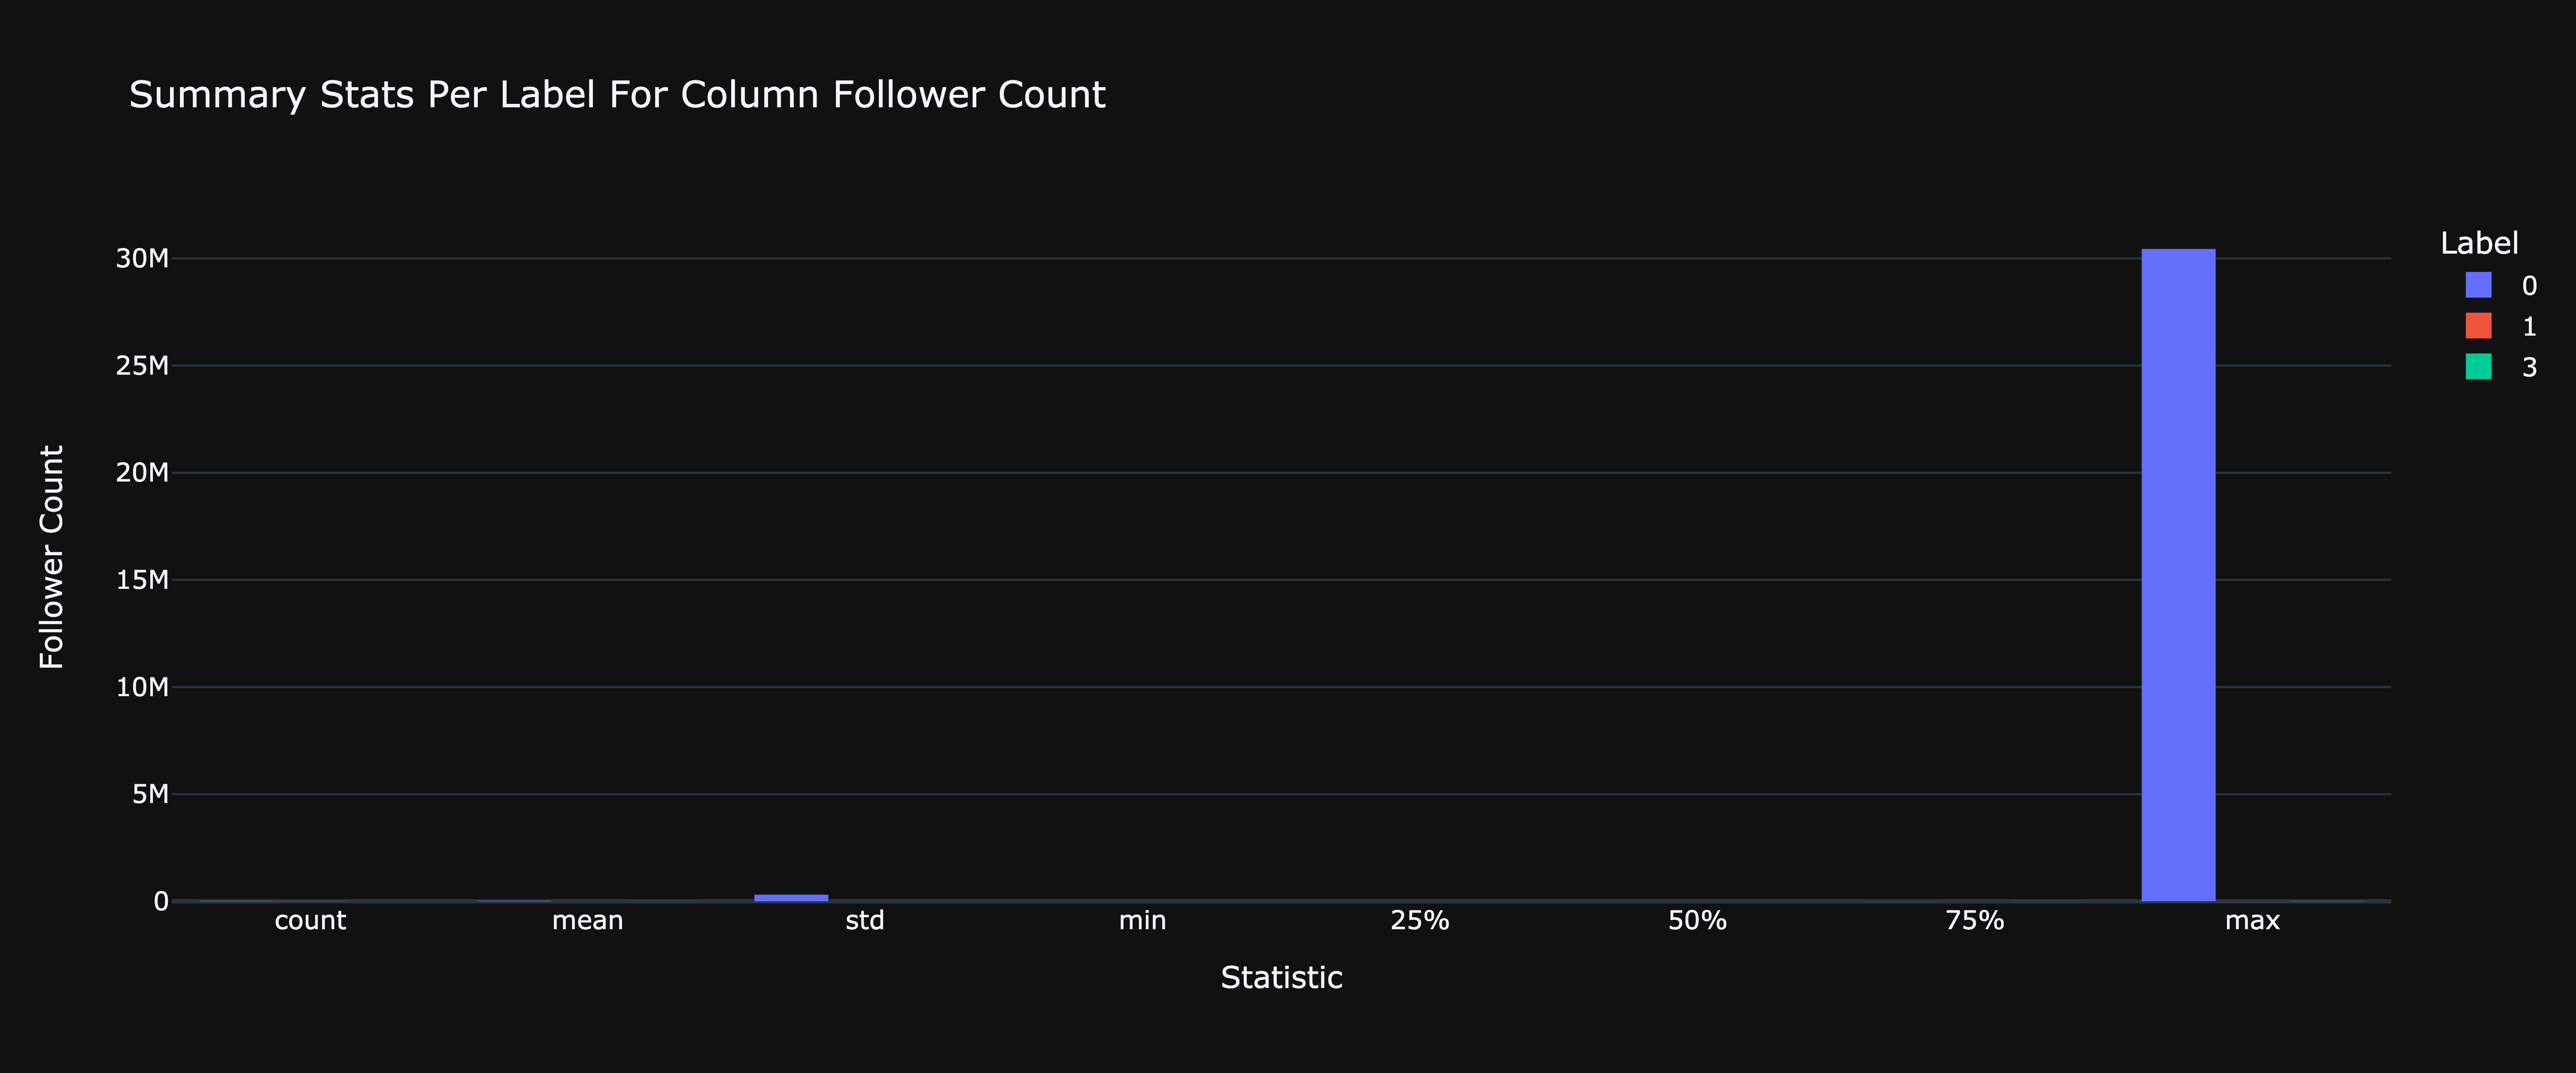 Summary Stats Per Label For Column Follower Count
Label
0
1
3
Follower Count
30M
25M
20M
15M
10M
5M
0
count mean std min 25% 50% 75% max
Statistic